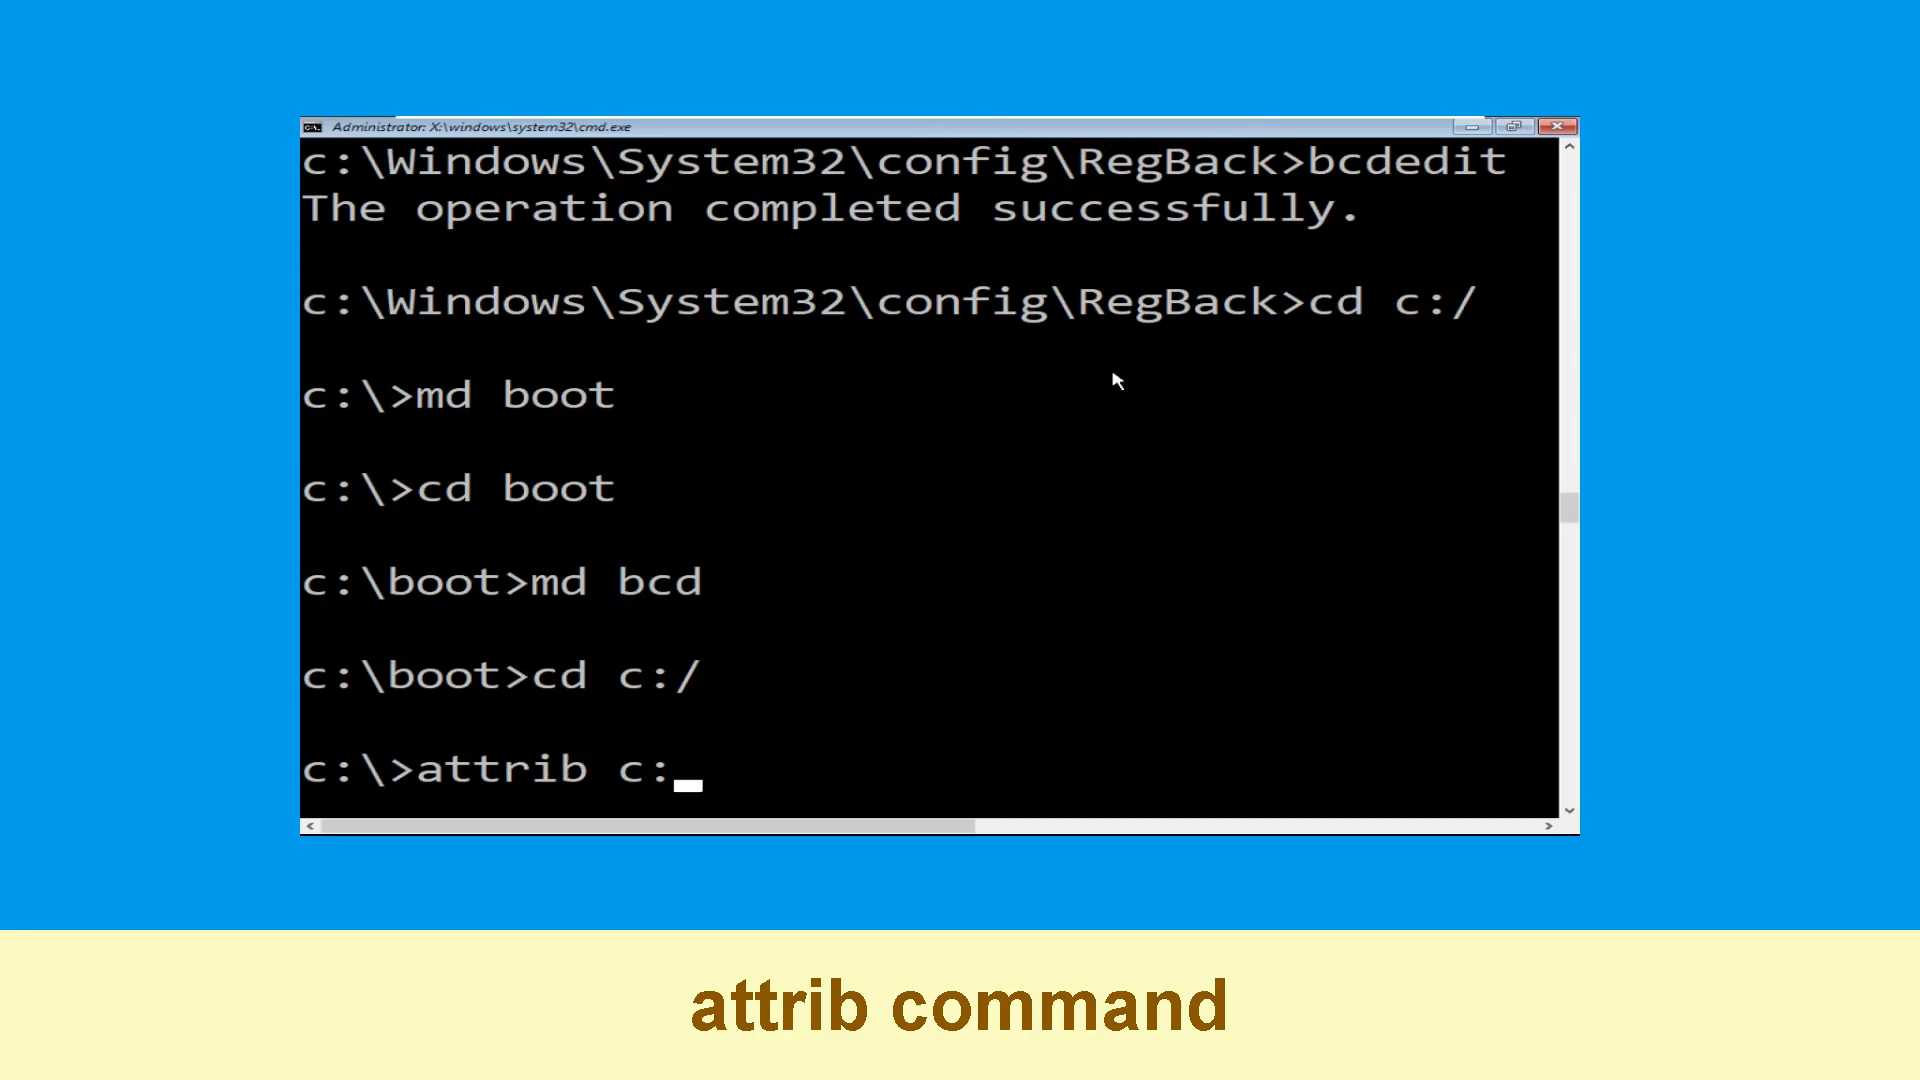 Administrator: X:\windows\system32\cmd.exe
c:\Windows\System32\config\RegBack>bcdedit
The operation completed successfully.
c:\Windows\System32\config\RegBack>cd c:/
c:\>md boot
c:\>cd boot
c:\boot>md bcd
c:\boot>cd c:/
c:\>attrib c:
attrib command